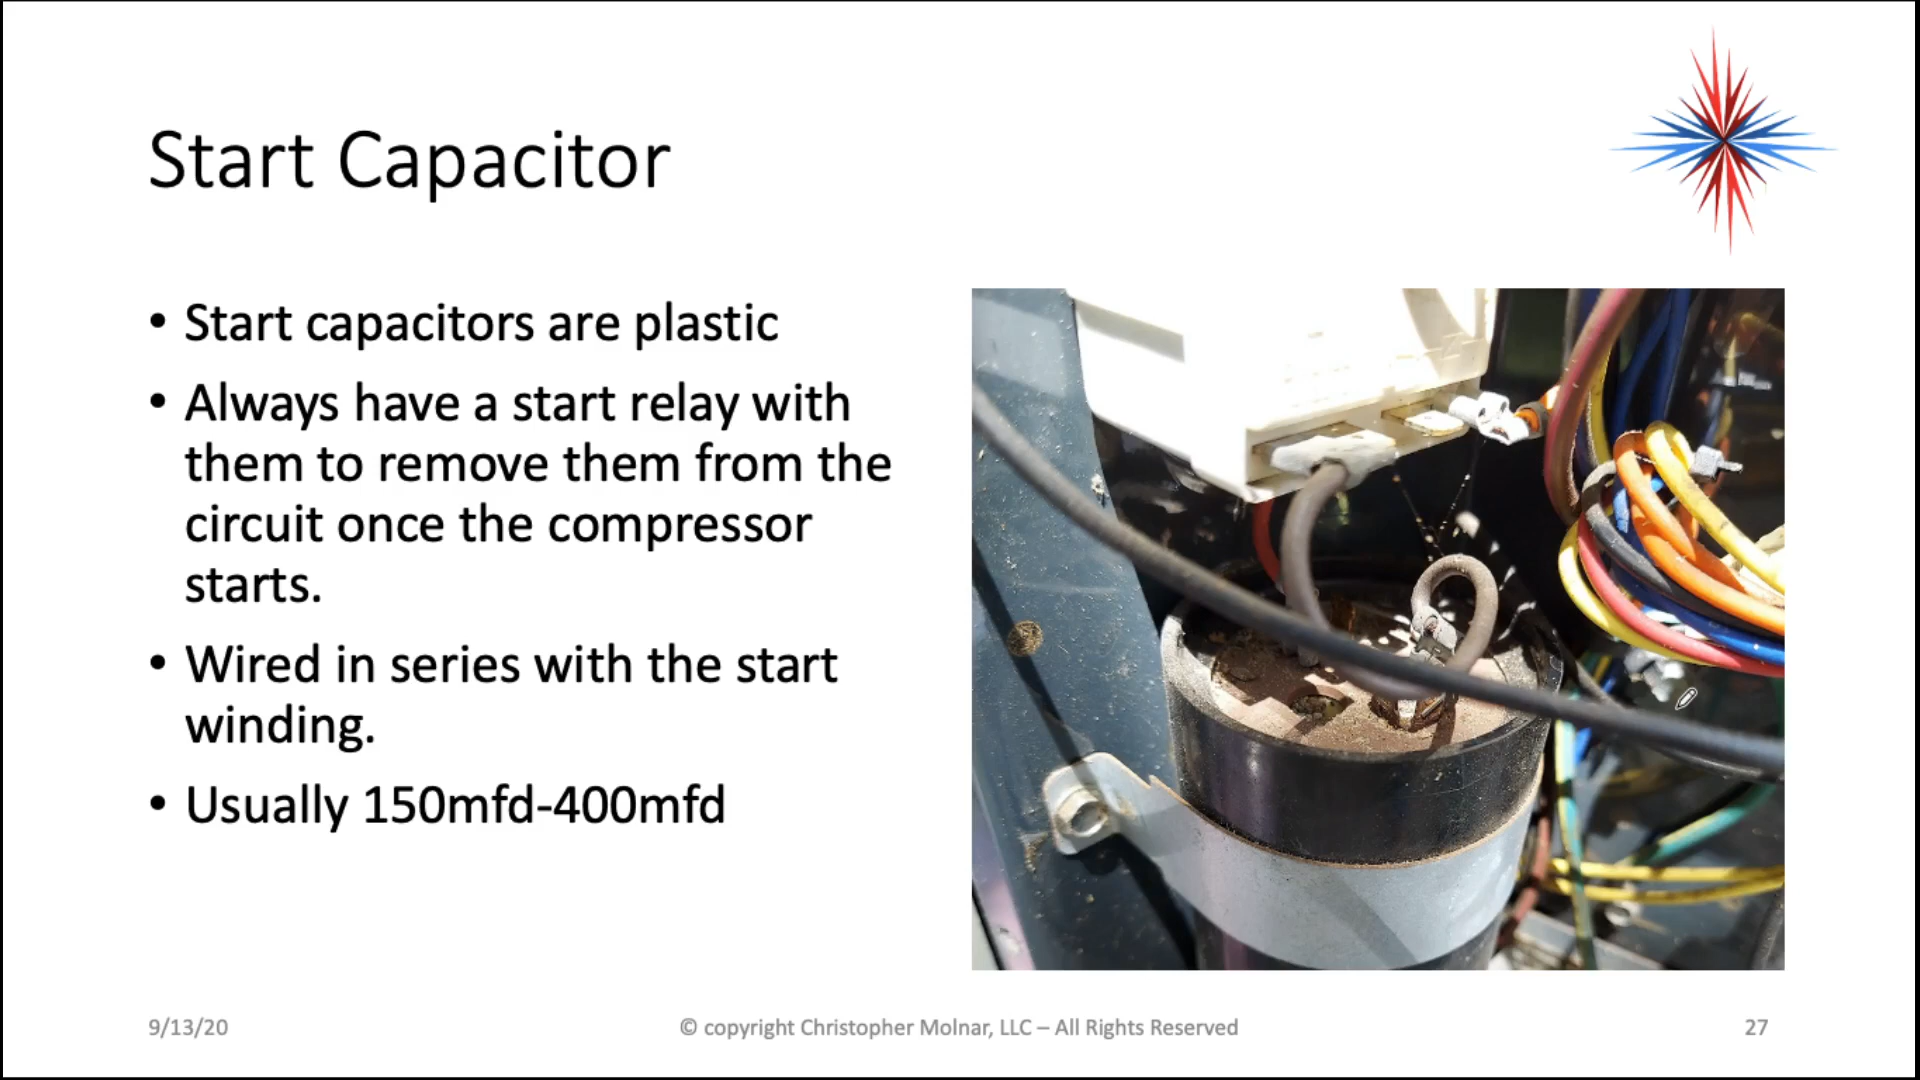 Start Capacitor
• Start capacitors are plastic
• Always have a start relay with
them to remove them from the
circuit once the compressor
starts.
• Wired in series with the start
winding.
• Usually 150mfd-400mfd
9/13/20
© copyright Christopher Molnar, LLC – All Rights Reserved
27